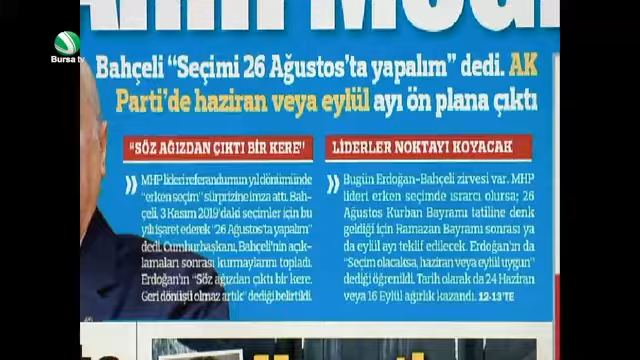 Bursa tv
Bahçeli “Seçimi 26 Ağustos’ta yapalım” dedi. AK
Parti’de haziran veya eylül ayı ön plana çıktı
“SÖZ AĞIZDAN ÇIKTI BİR KERE”
MHP lideri referandumun yıl dönümünde
“erken seçim” sürprizine imza attı. Bah-
çeli, 3 Kasım 2019’daki seçimler için bu
yılı işaret ederek “26 Ağustos’ta yapalım”
dedi. Cumhurbaşkanı, Bahçeli’nin açık-
lamaları sonrası kurmaylarını topladı.
Erdoğan’ın “Söz ağızdan çıktı bir kere.
Geri dönüşü olmaz artık” dediği belirtildi.
LİDERLER NOKTAYI KOYACAK
Bugün Erdoğan-Bahçeli zirvesi var. MHP
lideri erken seçimde ısrarcı olursa; 26
Ağustos Kurban Bayramı tatiline denk
geldiği için Ramazan Bayramı sonrası ya
da eylül ayı teklif edilecek. Erdoğan’ın da
“Seçim olacaksa, haziran veya eylül uygun”
dediği öğrenildi. Tarih olarak da 24 Haziran
veya 16 Eylül ağırlık kazandı. 12-13’TE